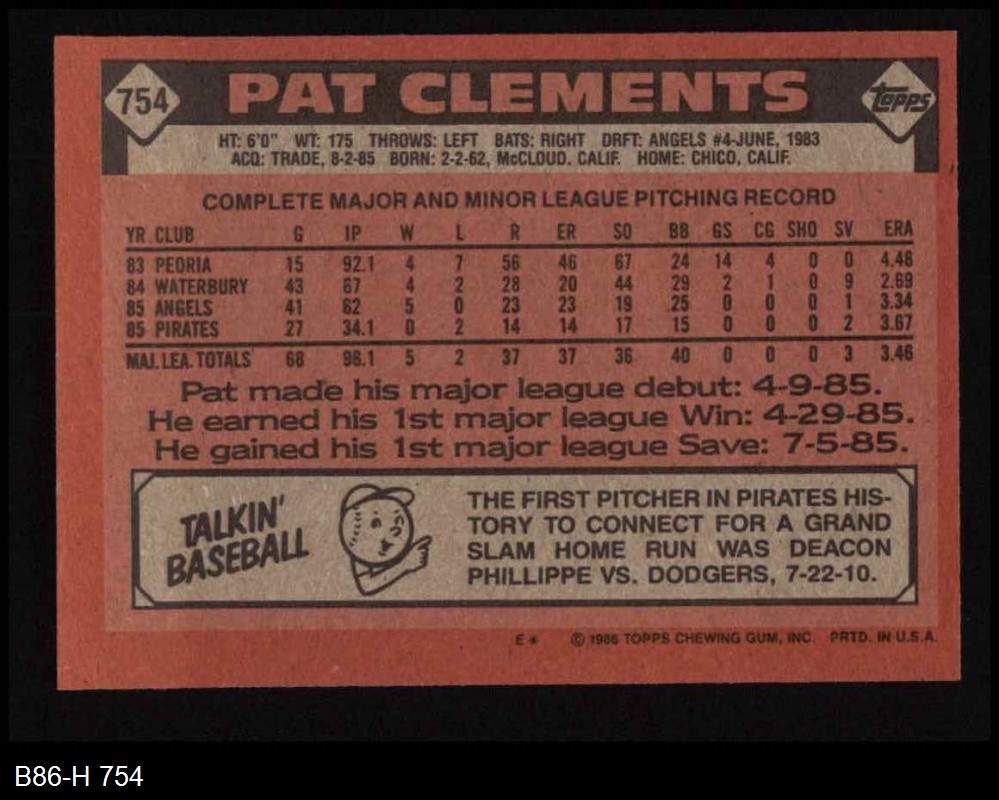 754 PAT CLEMENTS topps
HT: 6'0" WT: 175 THROWS: LEFT BATS: RIGHT DRFT: ANGELS #4-JUNE, 1983
ACQ: TRADE, 8-2-85 BORN: 2-2-62, McCLOUD. CALIF. HOME: CHICO, CALIF.
COMPLETE MAJOR AND MINOR LEAGUE PITCHING RECORD
YR CLUB G IP W L R ER SO BB GS CG SHO SV ERA
83 PEORIA 15 92.1 4 7 56 46 67 24 14 4 0 0 4.48
84 WATERBURY 43 67 4 2 28 20 44 29 2 1 0 9 2.69
85 ANGELS 41 62 5 0 23 23 19 25 0 0 0 1 3.34
85 PIRATES 27 34.1 0 2 14 14 17 15 0 0 0 2 3.67
MAJ. LEA. TOTALS 68 96.1 5 2 37 37 36 40 0 0 0 3 3.46
Pat made his major league debut: 4-9-85.
He earned his 1st major league Win: 4-29-85.
He gained his 1st major league Save: 7-5-85.
TALKIN'
BASEBALL
THE FIRST PITCHER IN PIRATES HIS-
TORY TO CONNECT FOR A GRAND
SLAM HOME RUN WAS DEACON
PHILLIPPE VS. DODGERS, 7-22-10.
E* © 1986 TOPPS CHEWING GUM, INC. PRTD. IN U.S.A.
B86-H 754